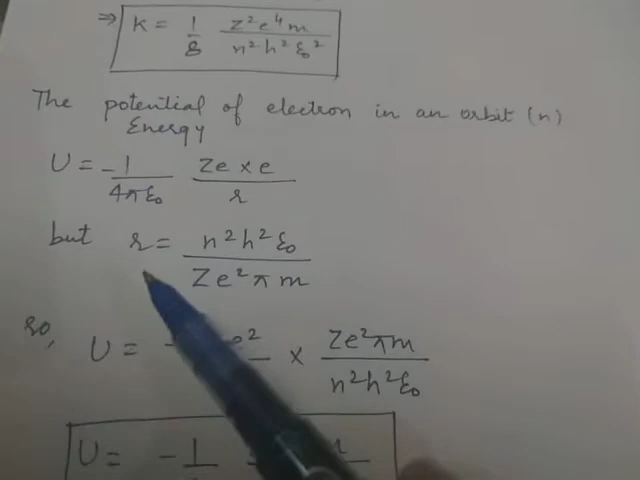 ⇒ K = 1/8 Z²e⁴m / n²h²ε₀²
The potential Energy of electron in an orbit (n)
U = -1/4πε₀ Ze × e / r
but r = n²h²ε₀ / Ze²πm
so, U = - e² × Ze²πm / n²h²ε₀
U = -1